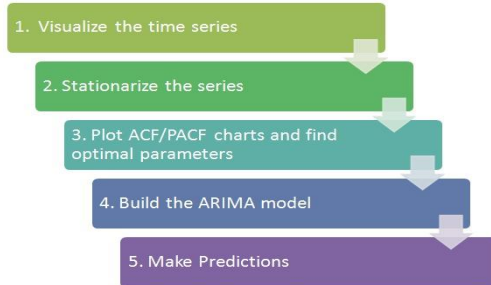 1. Visualize the time series
2. Stationarize the series
3. Plot ACF/PACF charts and find
optimal parameters
4. Build the ARIMA model
5. Make Predictions